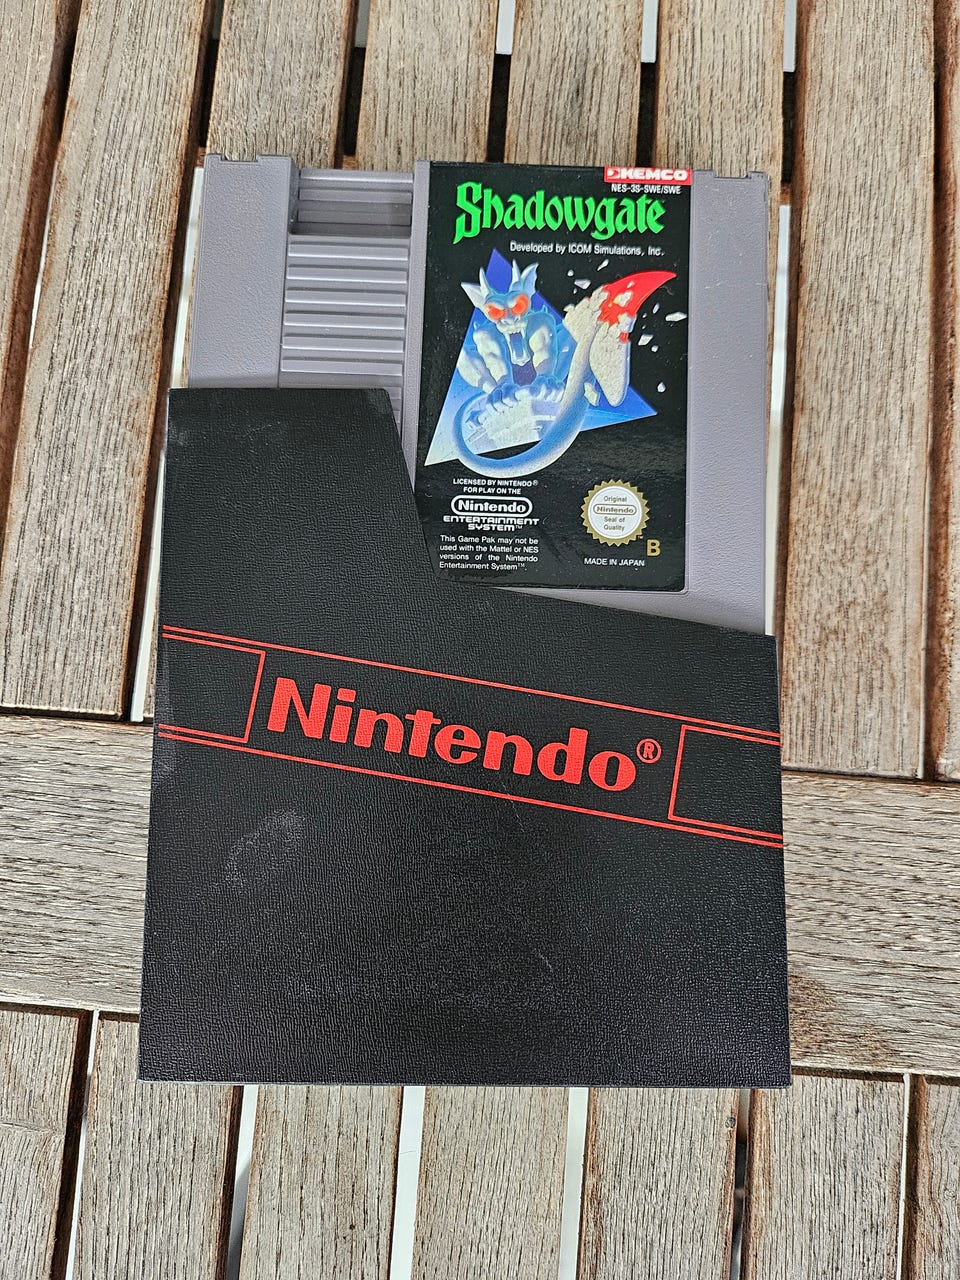 KEMCO
NES-3S-SWE/SWE
Shadowgate
Developed by ICOM Simulations, Inc.
LICENSED BY NINTENDO®
FOR PLAY ON THE
Nintendo
ENTERTAINMENT
SYSTEM™
This Game Pak may not be
used with the Mattel or NES
versions of the Nintendo
Entertainment System™.
Original
Nintendo
Seal of
Quality
B
MADE IN JAPAN
Nintendo®